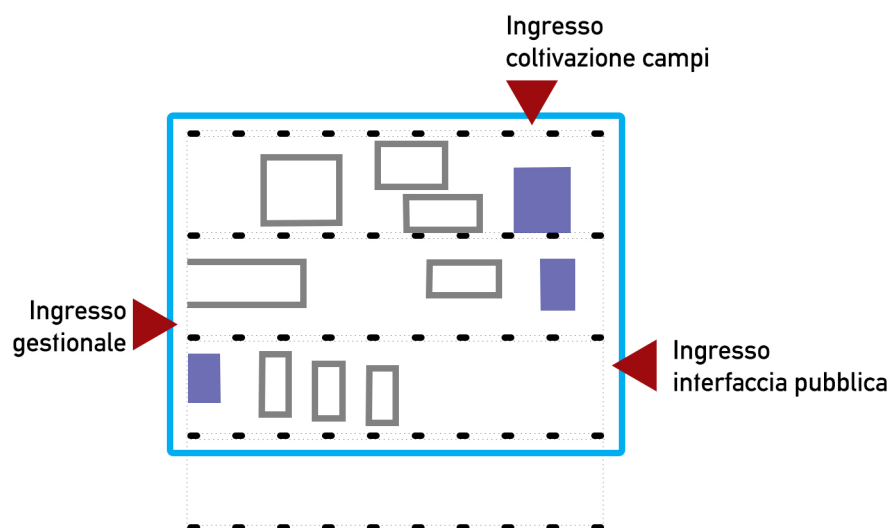 Ingresso
coltivazione campi
Ingresso
gestionale
Ingresso
interfaccia pubblica